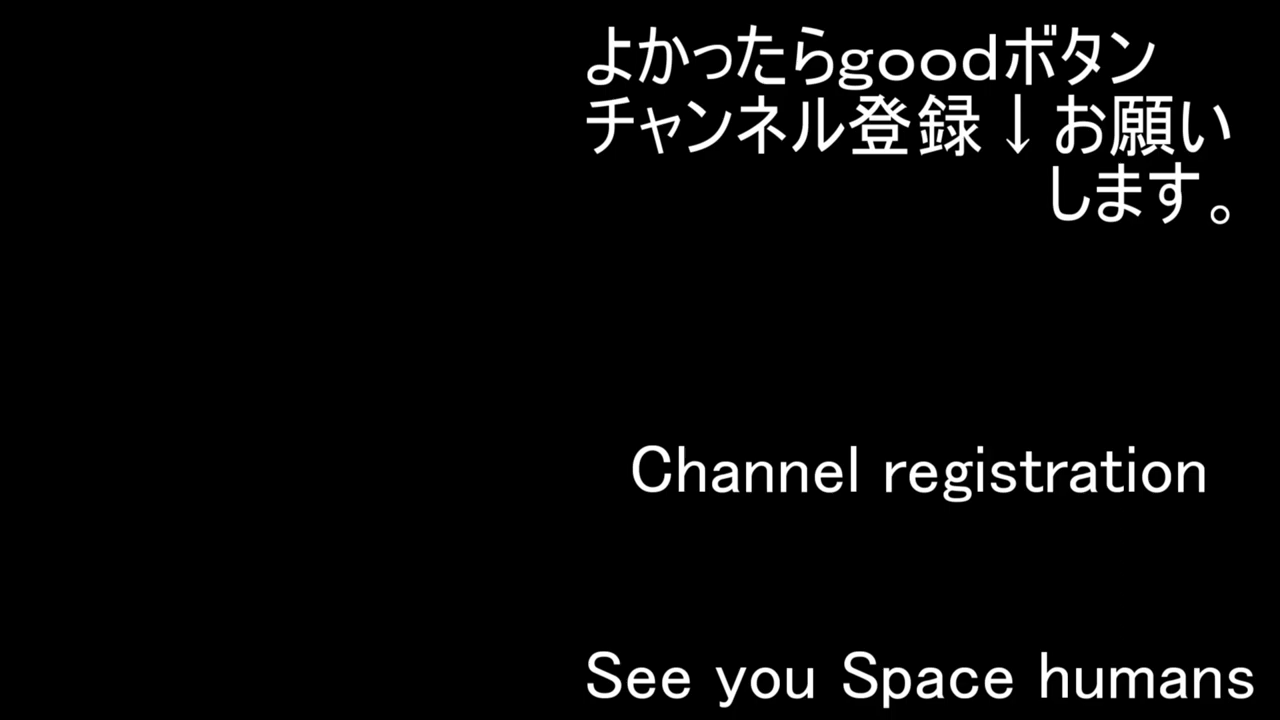 よかったらｇｏｏｄボタン
チャンネル登録↓お願い
します。
Channel registration
See you Space humans